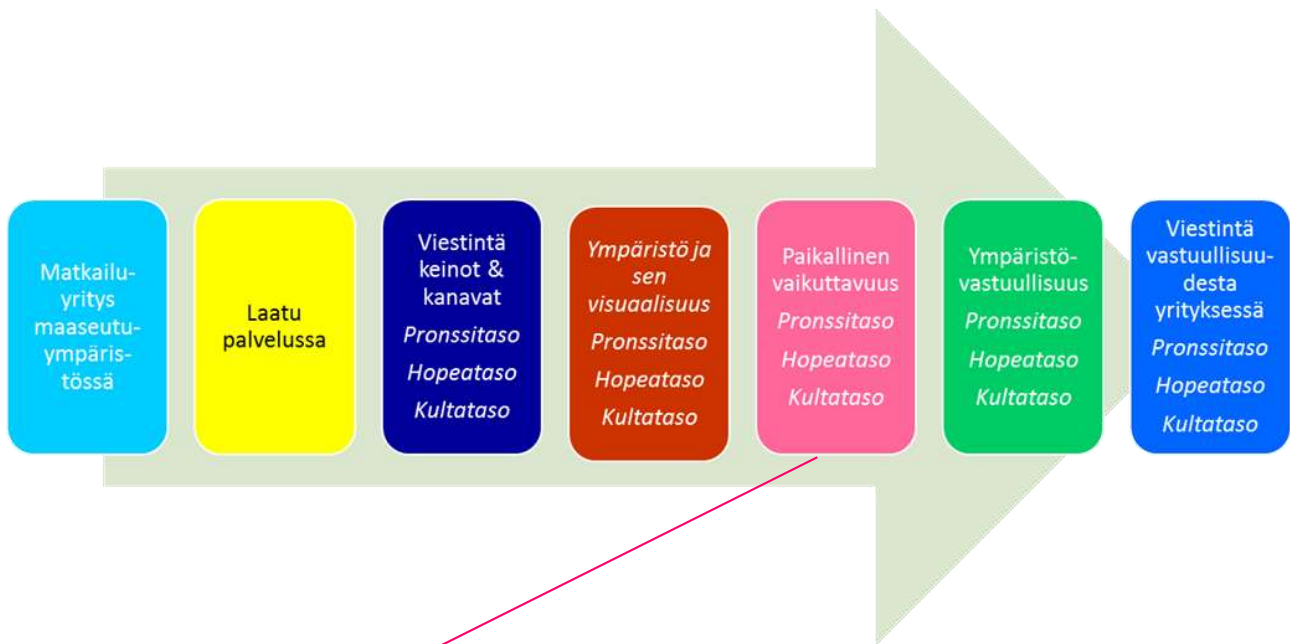 Matkailu-
yritys
maaseutu-
ympäris-
tössä
Laatu
palvelussa
Viestintä
keinot &
kanavat
Pronssitaso
Hopeataso
Kultataso
Ympäristö ja
sen
visuaalisuus
Pronssitaso
Hopeataso
Kultataso
Paikallinen
vaikuttavuus
Pronssitaso
Hopeataso
Kultataso
Ympäristö-
vastuullisuus
Pronssitaso
Hopeataso
Kultataso
Viestintä
vastuullisuu-
desta
yrityksessä
Pronssitaso
Hopeataso
Kultataso